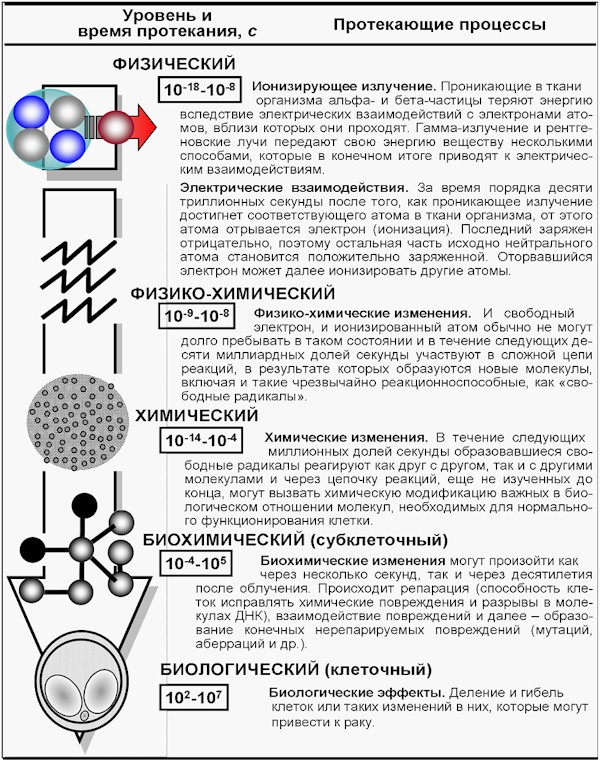 Уровень и
время протекания, с
Протекающие процессы
ФИЗИЧЕСКИЙ
10-18-10-8
Ионизирующее излучение. Проникающие в ткани
организма альфа- и бета-частицы теряют энергию
вследствие электрических взаимодействий с электронами ато-
мов, вблизи которых они проходят. Гамма-излучение и рентге-
новские лучи передают свою энергию веществу несколькими
способами, которые в конечном итоге приводят к электричес-
ким взаимодействиям.
Электрические взаимодействия. За время порядка десяти
триллионных секунды после того, как проникающее излучение
достигнет соответствующего атома в ткани организма, от этого
атома отрывается электрон (ионизация). Последний заряжен
отрицательно, поэтому остальная часть исходно нейтрального
атома становится положительно заряженной. Оторвавшийся
электрон может далее ионизировать другие атомы.
ФИЗИКО-ХИМИЧЕСКИЙ
10-9-10-8
Физико-химические изменения. И свободный
электрон, и ионизированный атом обычно не могут
долго пребывать в таком состоянии и в течение следующих де-
сяти миллиардных долей секунды участвуют в сложной цепи
реакций, в результате которых образуются новые молекулы,
включая и такие чрезвычайно реакционноспособные, как «сво-
бодные радикалы».
ХИМИЧЕСКИЙ
10-14-10-4
Химические изменения. В течение следующих
миллионных долей секунды образовавшиеся сво-
бодные радикалы реагируют как друг с другом, так и с другими
молекулами и через цепочку реакций, еще не изученных до
конца, могут вызвать химическую модификацию важных в био-
логическом отношении молекул, необходимых для нормально-
го функционирования клетки.
БИОХИМИЧЕСКИЙ (субклеточный)
10-4-105
Биохимические изменения могут произойти как
через несколько секунд, так и через десятилетия
после облучения. Происходит репарация (способность кле-
ток исправлять химические повреждения и разрывы в моле-
кулах ДНК), взаимодействие повреждений и далее – образо-
вание конечных нерепарируемых повреждений (мутаций,
аберраций и др.).
БИОЛОГИЧЕСКИЙ (клеточный)
102-107
Биологические эффекты. Деление и гибель
клеток или таких изменений в них, которые могут
привести к раку.